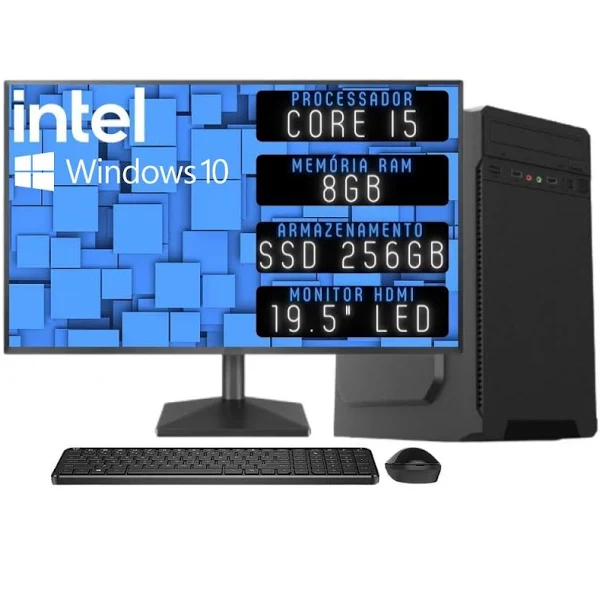 intel
Windows 10
PROCESSADOR
CORE I5
MEMÓRIA RAM
8GB
ARMAZENAMENTO
SSD 256GB
MONITOR HDMI
19.5" LED